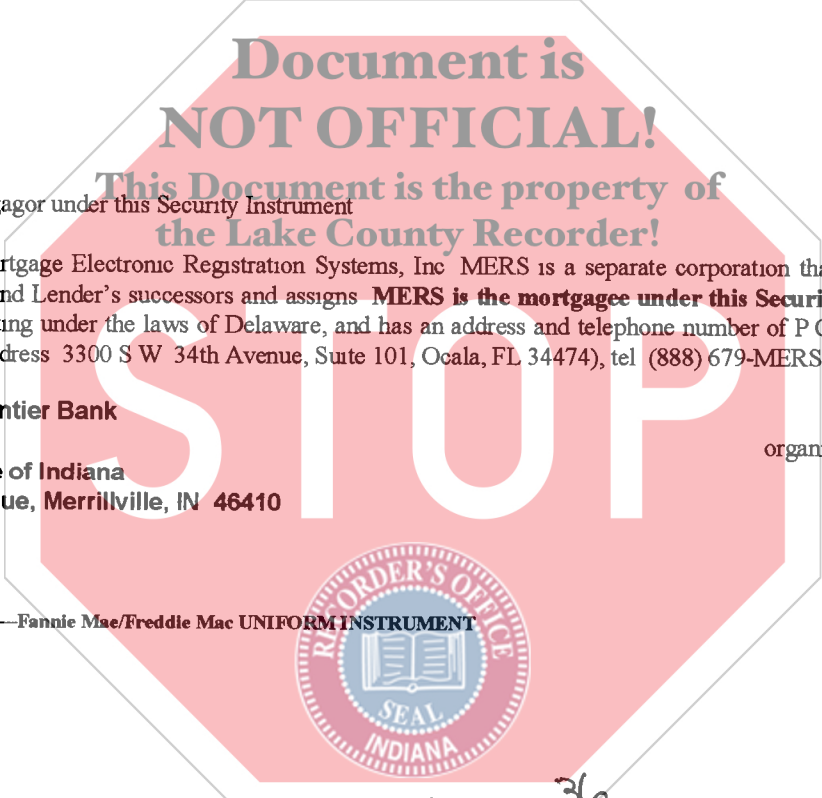 Document is
NOT OFFICIAL!
This Document is the property of
the Lake County Recorder!
STOP
agor under this Security Instrument
rtgage Electronic Registration Systems, Inc MERS is a separate corporation tha
nd Lender's successors and assigns MERS is the mortgagee under this Securi
ing under the laws of Delaware, and has an address and telephone number of P O
dress 3300 S W 34th Avenue, Suite 101, Ocala, FL 34474), tel (888) 679-MERS
ntier Bank
organ
e of Indiana
ue, Merrillville, IN 46410
—Fannie Mae/Freddie Mac UNIFORM INSTRUMENT
RECORDER'S OFFICE
SEAL
INDIANA